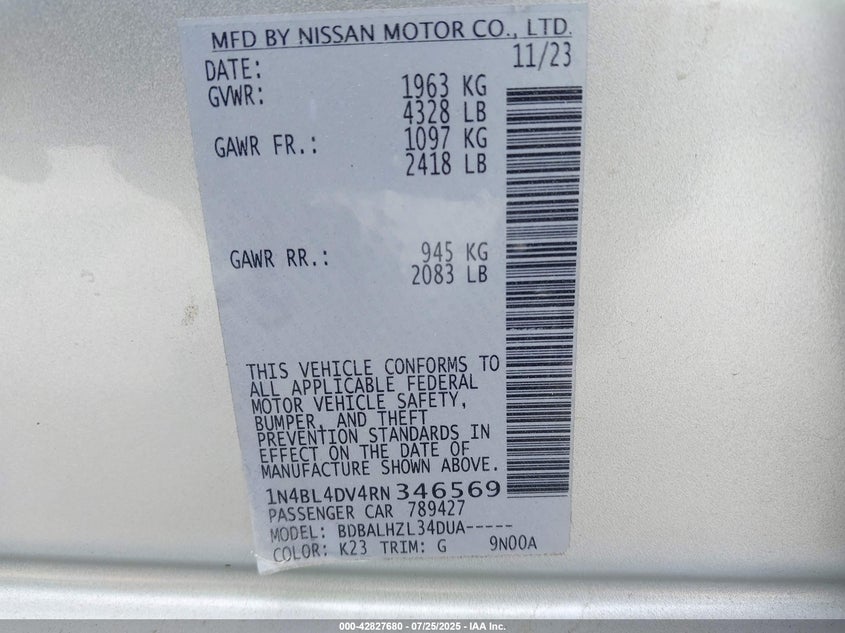 MFD BY NISSAN MOTOR CO., LTD.
DATE: 11/23
GVWR: 1963 KG
4328 LB
GAWR FR.: 1097 KG
2418 LB
GAWR RR.: 945 KG
2083 LB
THIS VEHICLE CONFORMS TO
ALL APPLICABLE FEDERAL
MOTOR VEHICLE SAFETY,
BUMPER, AND THEFT
PREVENTION STANDARDS IN
EFFECT ON THE DATE OF
MANUFACTURE SHOWN ABOVE.
1N4BL4DV4RN346569
PASSENGER CAR 789427
MODEL: BDBALHZL34DUA-----
COLOR: K23 TRIM: G 9N00A
000-42827680 - 07/25/2025 - IAA Inc.